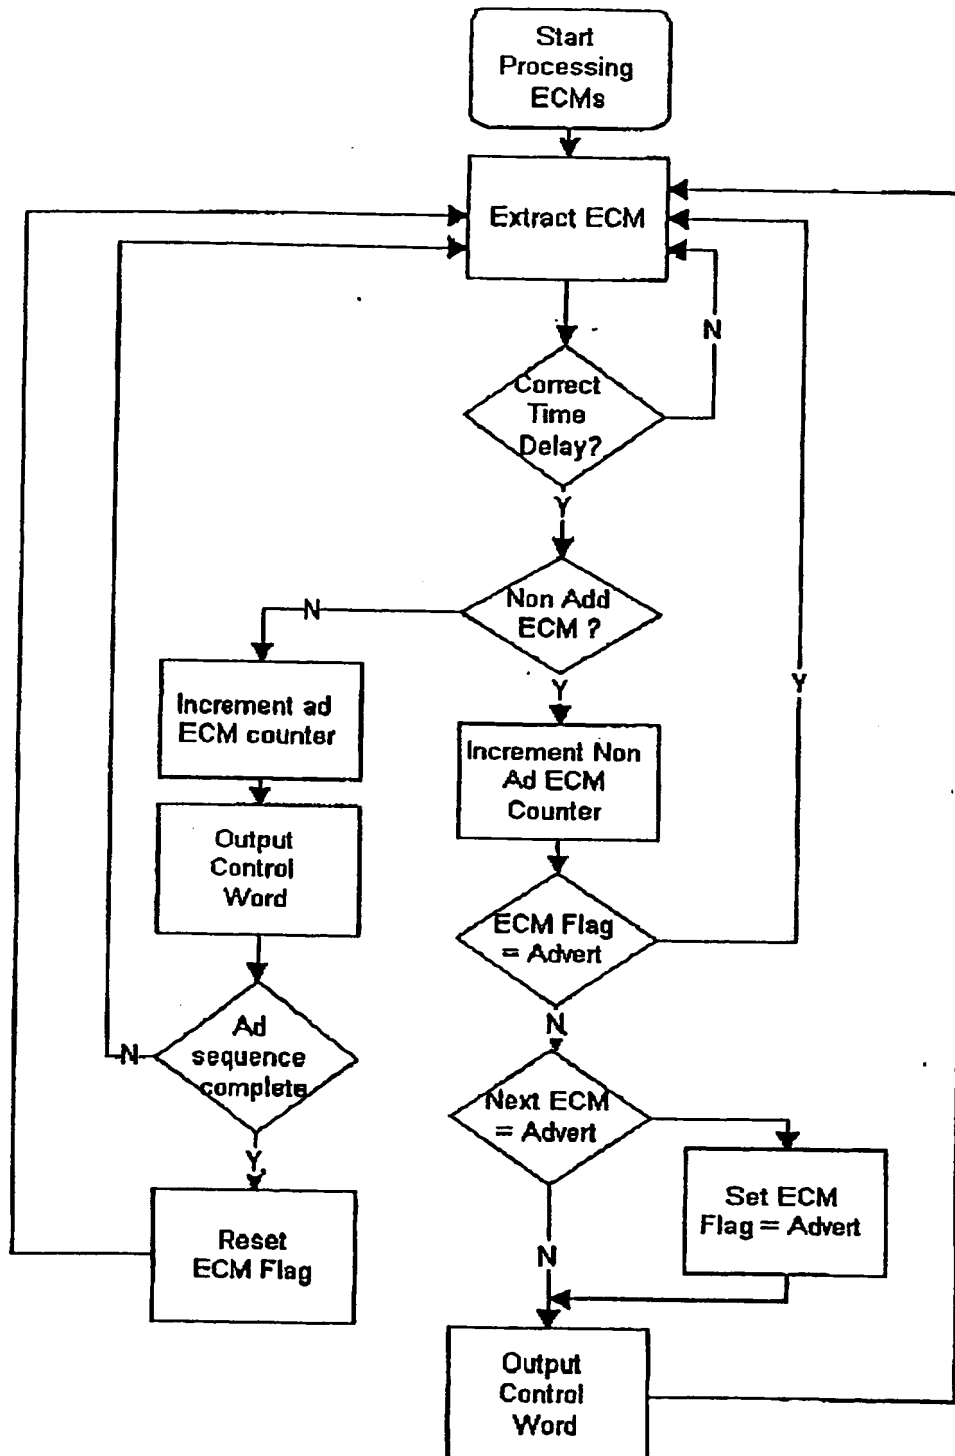 Start
Processing
ECMs
Extract ECM
N
Correct
Time
Delay?
Y
Non Add
ECM ?
N
Y
Increment ad
ECM counter
Increment Non
Ad ECM
Counter
Y
Output
Control
Word
ECM Flag
= Advert
N
Ad
sequence
complete
N
Y
Next ECM
= Advert
Set ECM
Flag = Advert
N
Reset
ECM Flag
Output
Control
Word